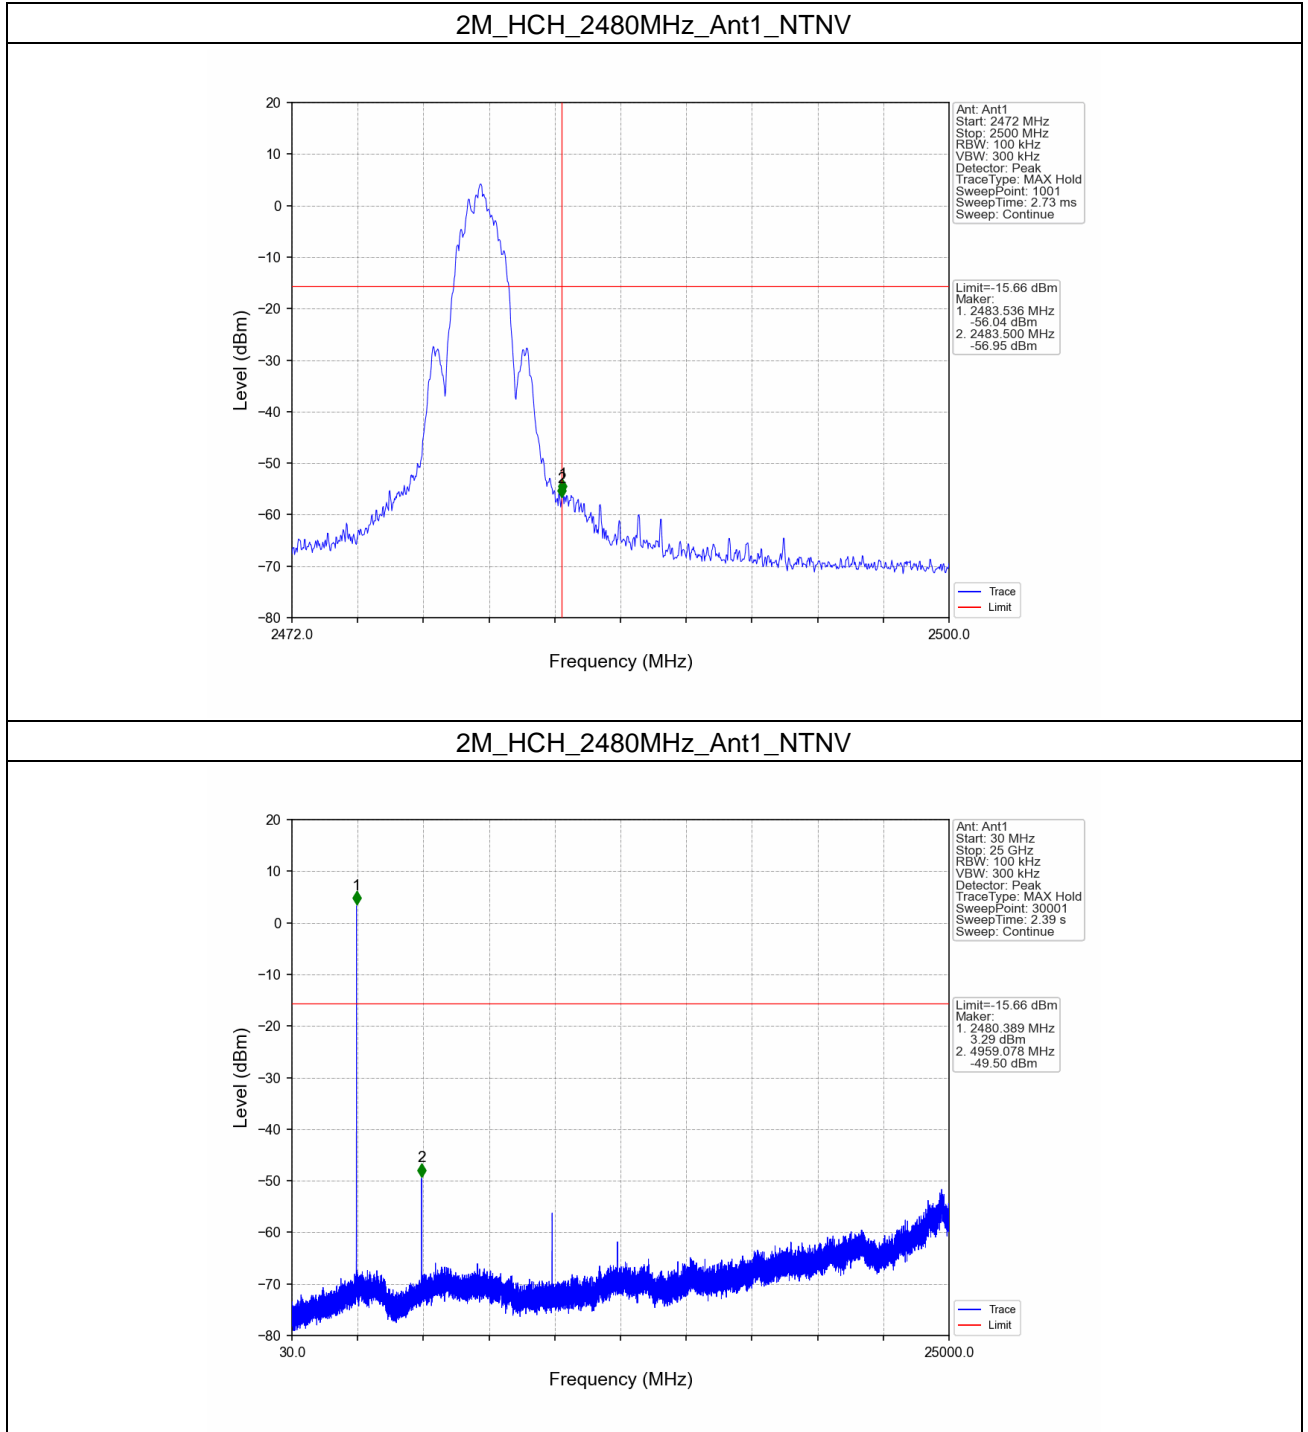 2M_HCH_2480MHz_Ant1_NTNV
20
10
0
−10
−20
−30
−40
−50
−60
−70
−80
Level (dBm)
1
2
2472.0
2500.0
Frequency (MHz)
Ant: Ant1
Start: 2472 MHz
Stop: 2500 MHz
RBW: 100 kHz
VBW: 300 kHz
Detector: Peak
TraceType: MAX Hold
SweepPoint: 1001
SweepTime: 2.73 ms
Sweep: Continue
Limit=-15.66 dBm
Maker:
1. 2483.536 MHz
-56.04 dBm
2. 2483.500 MHz
-56.95 dBm
Trace
Limit
2M_HCH_2480MHz_Ant1_NTNV
20
10
0
−10
−20
−30
−40
−50
−60
−70
−80
Level (dBm)
1
2
30.0
25000.0
Frequency (MHz)
Ant: Ant1
Start: 30 MHz
Stop: 25 GHz
RBW: 100 kHz
VBW: 300 kHz
Detector: Peak
TraceType: MAX Hold
SweepPoint: 30001
SweepTime: 2.39 s
Sweep: Continue
Limit=-15.66 dBm
Maker:
1. 2480.389 MHz
3.29 dBm
2. 4959.078 MHz
-49.50 dBm
Trace
Limit